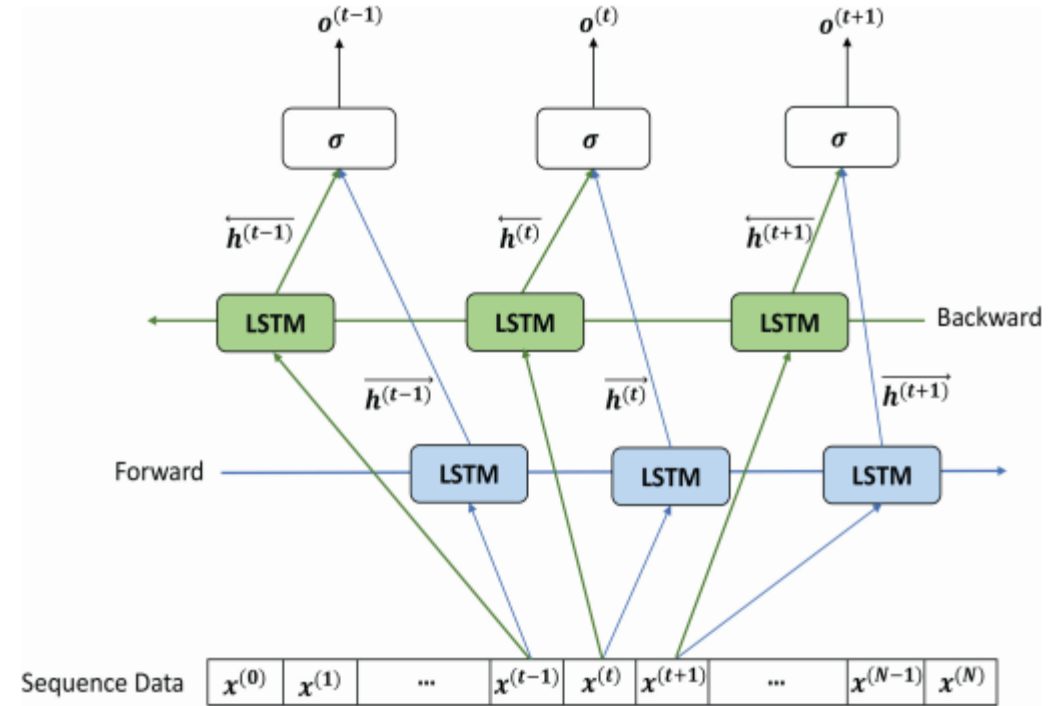 o^(t−1) o^(t) o^(t+1)
σ σ σ
←h^(t−1) ←h^(t) ←h^(t+1)
LSTM LSTM LSTM Backward
→h^(t−1) →h^(t) →h^(t+1)
Forward LSTM LSTM LSTM
Sequence Data x^(0) x^(1) ... x^(t−1) x^(t) x^(t+1) ... x^(N−1) x^(N)